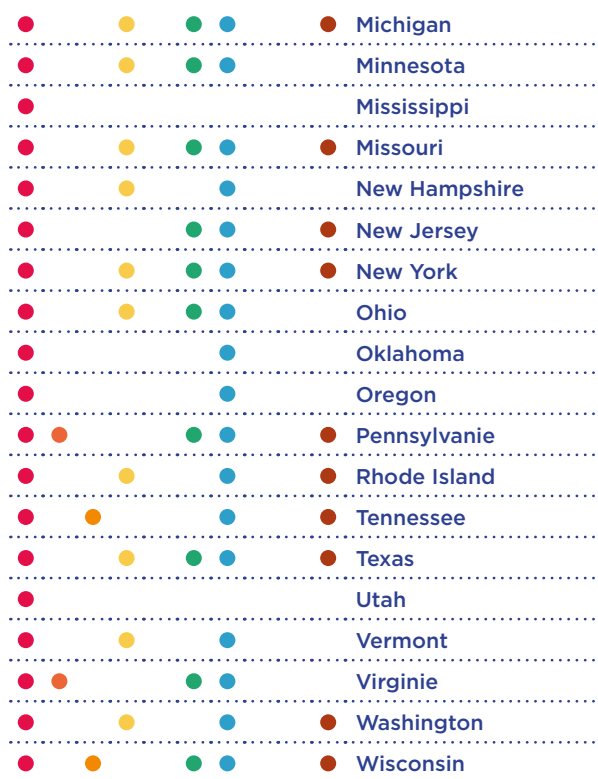 Michigan
Minnesota
Mississippi
Missouri
New Hampshire
New Jersey
New York
Ohio
Oklahoma
Oregon
Pennsylvanie
Rhode Island
Tennessee
Texas
Utah
Vermont
Virginie
Washington
Wisconsin